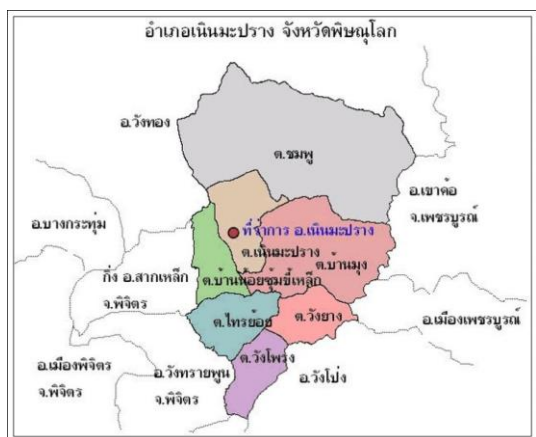 อำเภอเนินมะปราง จังหวัดพิษณุโลก
อ.วังทอง
ต.ชมพู
อ.เขาค้อ
จ.เพชรบูรณ์
อ.บางกระทุ่ม
ที่ว่าการ อ.เนินมะปราง
ต.เนินมะปราง
ต.บ้านมุง
กิ่ง อ.สากเหล็ก
จ.พิจิตร
ต.บ้านน้อยซุ้มขี้เหล็ก
ต.ไทรย้อย
ต.วังยาง
อ.เมืองเพชรบูรณ์
อ.เมืองพิจิตร
จ.พิจิตร
อ.วังทรายพูน
จ.พิจิตร
ต.วังโพรง
อ.วังโป่ง